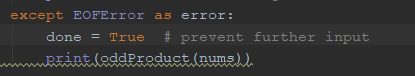 except EOFError as error:
    done = True  # prevent further input
    print(oddProduct(nums))